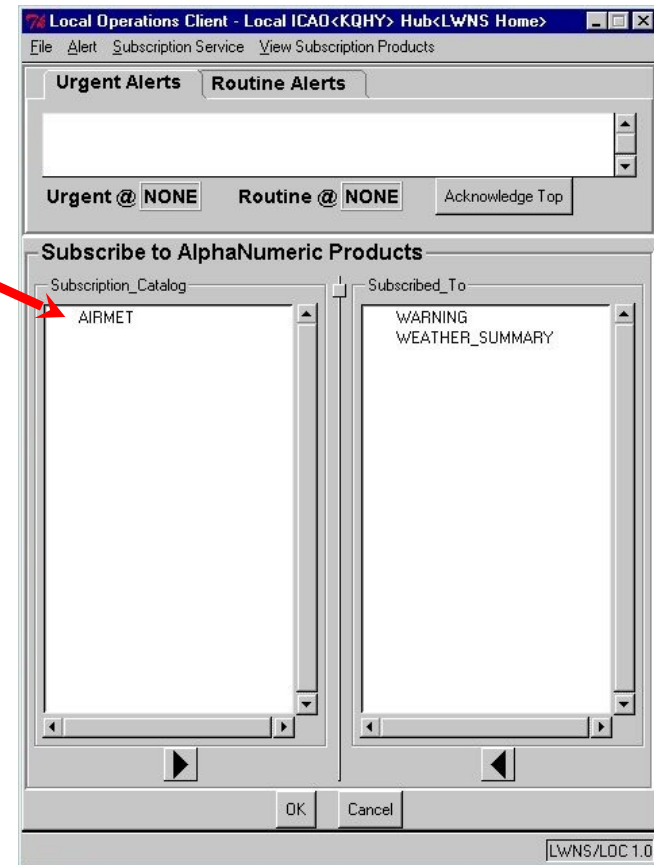 Local Operations Client - Local ICAO<KQHY> Hub<LWNS Home>
File Alert Subscription Service View Subscription Products
Urgent Alerts Routine Alerts
Urgent @ NONE Routine @ NONE Acknowledge Top
Subscribe to AlphaNumeric Products
Subscription_Catalog Subscribed_To
AIRMET WARNING
WEATHER_SUMMARY
OK Cancel
LWNS/LOC 1.0